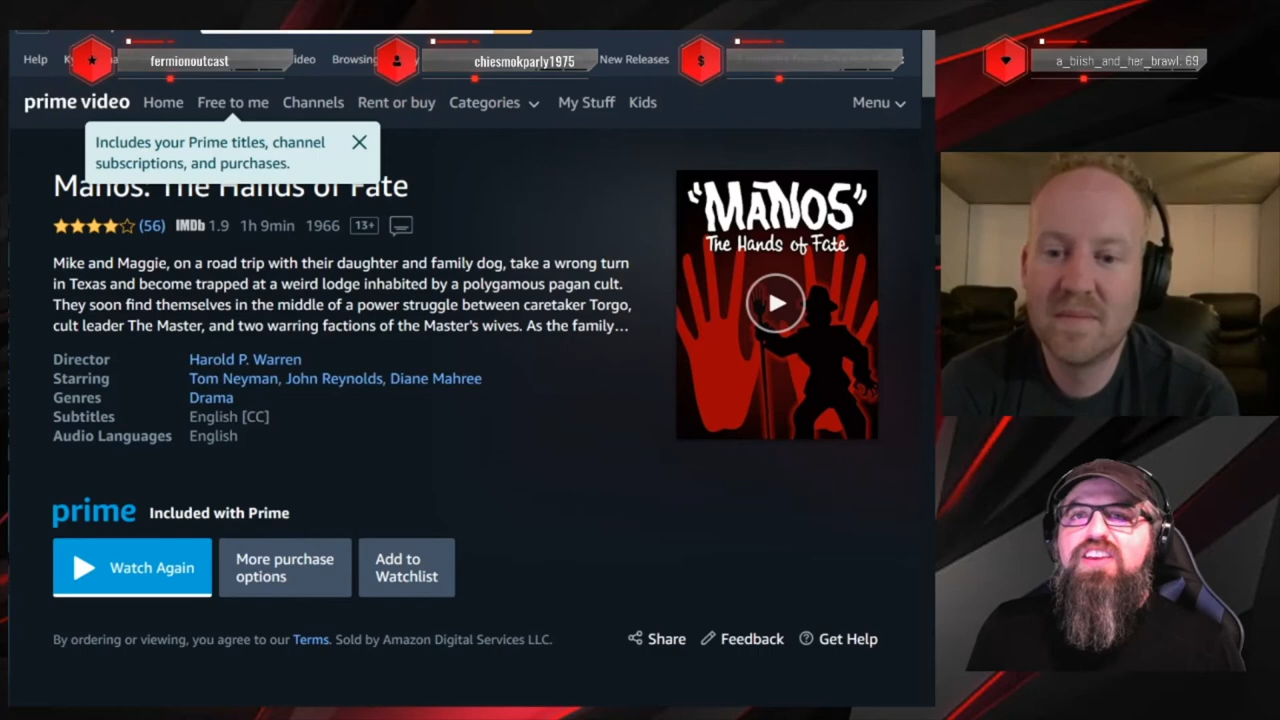 fermionoutcast
chiesmokparly1975
a_biish_and_her_brawl: 69
Help
Browsing
New Releases
prime video Home Free to me Channels Rent or buy Categories My Stuff Kids Menu
Includes your Prime titles, channel
subscriptions, and purchases.
Manos: The Hands of Fate
(56) IMDb 1.9 1h 9min 1966 13+
Mike and Maggie, on a road trip with their daughter and family dog, take a wrong turn
in Texas and become trapped at a weird lodge inhabited by a polygamous pagan cult.
They soon find themselves in the middle of a power struggle between caretaker Torgo,
cult leader The Master, and two warring factions of the Master's wives. As the family...
Director Harold P. Warren
Starring Tom Neyman, John Reynolds, Diane Mahree
Genres Drama
Subtitles English [CC]
Audio Languages English
"MANOS"
The Hands of Fate
prime Included with Prime
Watch Again
More purchase
options
Add to
Watchlist
By ordering or viewing, you agree to our Terms. Sold by Amazon Digital Services LLC.
Share Feedback Get Help